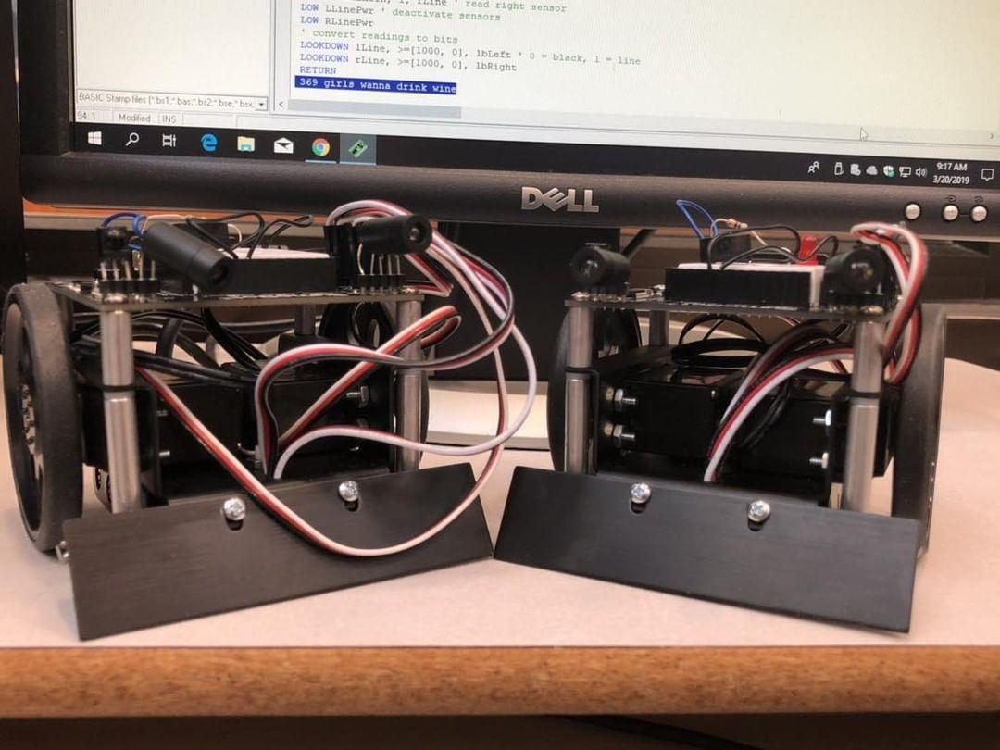 1, rLine ' read right sensor
LOW LLinePwr ' deactivate sensors
LOW RLinePwr
' convert readings to bits
LOOKDOWN lLine, >=[1000, 0], lbLeft ' 0 = black, 1 = line
LOOKDOWN rLine, >=[1000, 0], lbRight
RETURN
369 girls wanna drink wine
BASIC Stamp files (*.bs1;*.bas;*.bs2;*.bse,*.bsx,
94: 1 Modified INS
9:17 AM
3/20/2019
DELL